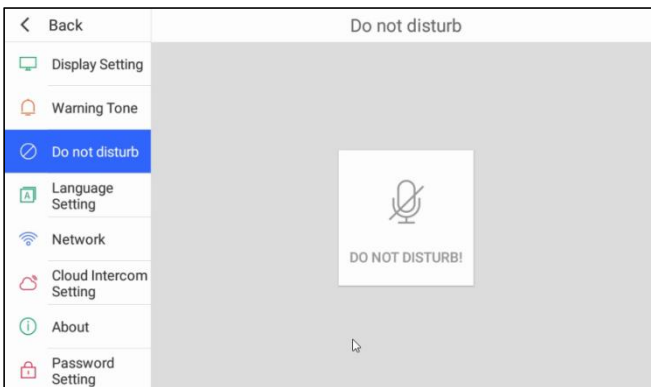 Back
Do not disturb
Display Setting
Warning Tone
Do not disturb
A
Language
Setting
Network
Cloud Intercom
Setting
About
Password
Setting
DO NOT DISTURB!